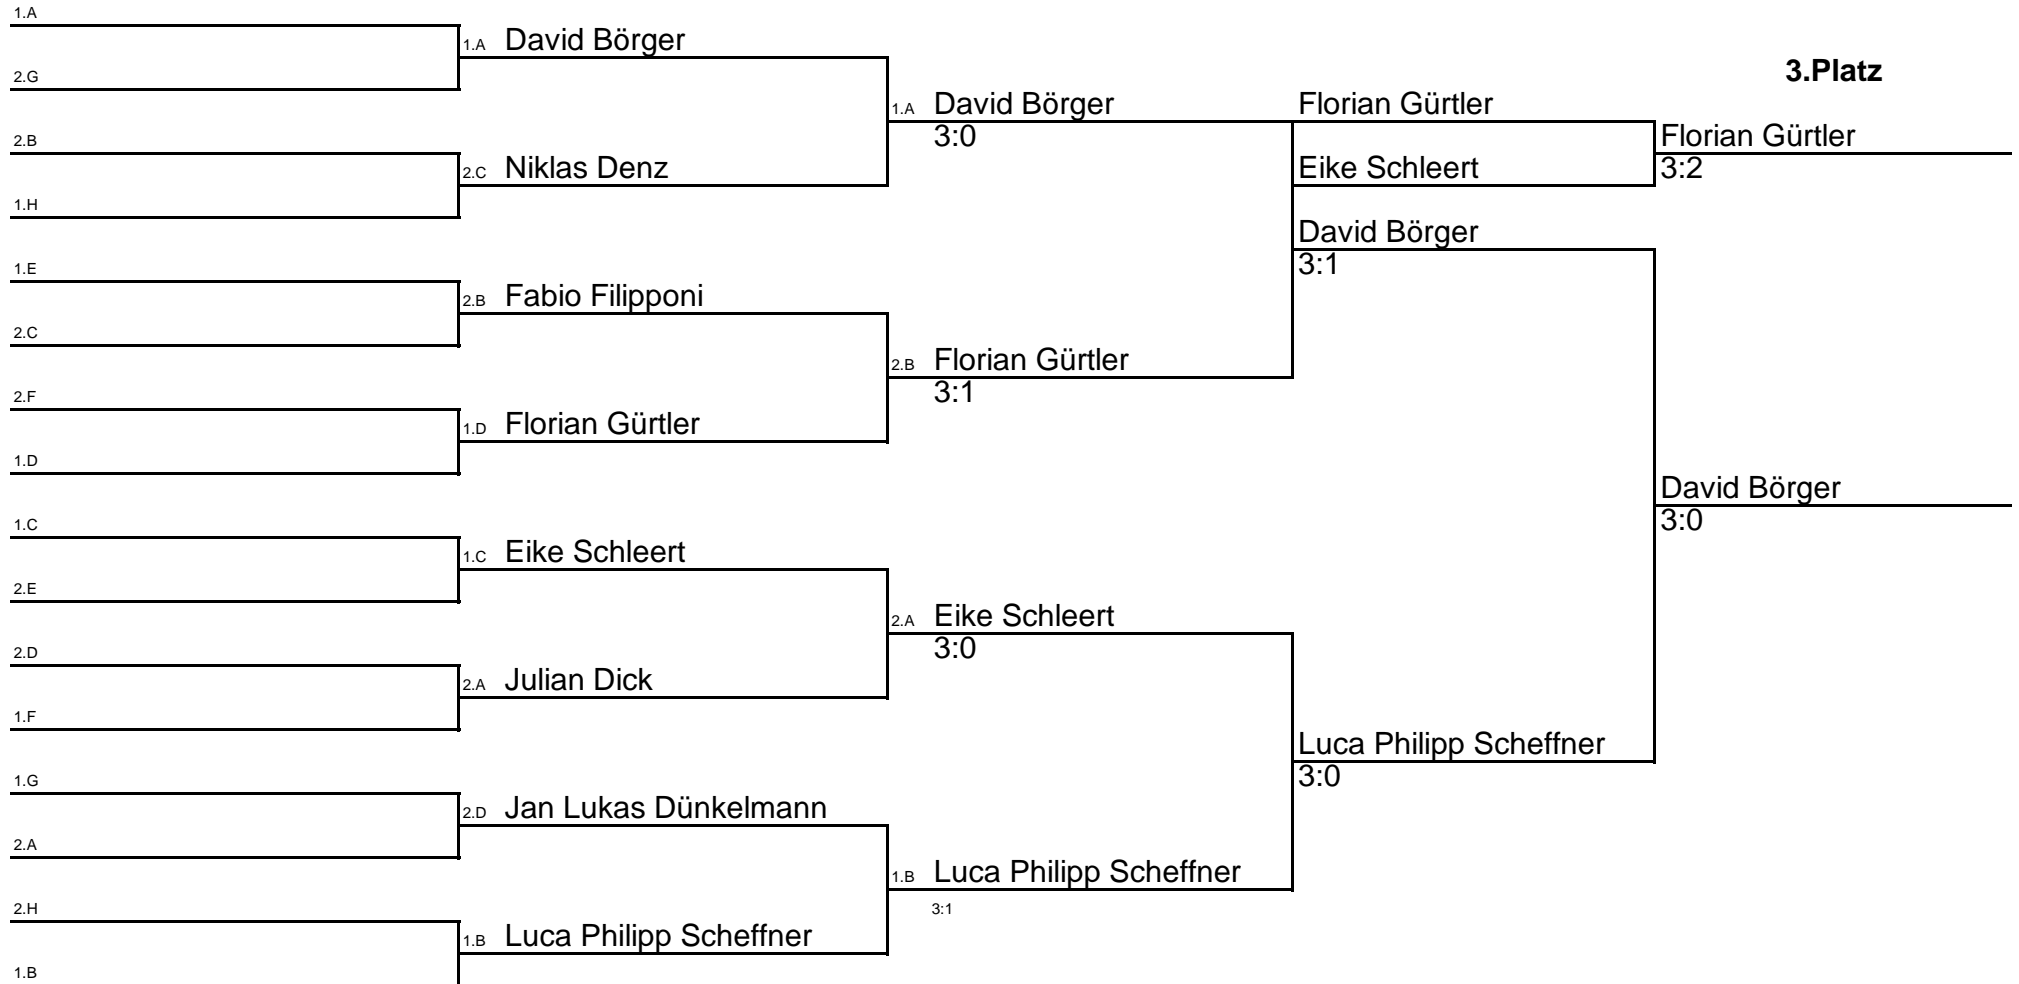 1.A
1.A David Börger
3.Platz
2.G
1.A David Börger
Florian Gürtler
3:0
Florian Gürtler
2.B
2.C Niklas Denz
Eike Schleert
3:2
1.H
David Börger
3:1
1.E
2.B Fabio Filipponi
2.C
2.B Florian Gürtler
3:1
2.F
1.D Florian Gürtler
1.D
David Börger
3:0
1.C
1.C Eike Schleert
2.E
2.A Eike Schleert
3:0
2.D
2.A Julian Dick
1.F
Luca Philipp Scheffner
3:0
1.G
2.D Jan Lukas Dünkelmann
2.A
1.B Luca Philipp Scheffner
3:1
2.H
1.B Luca Philipp Scheffner
1.B